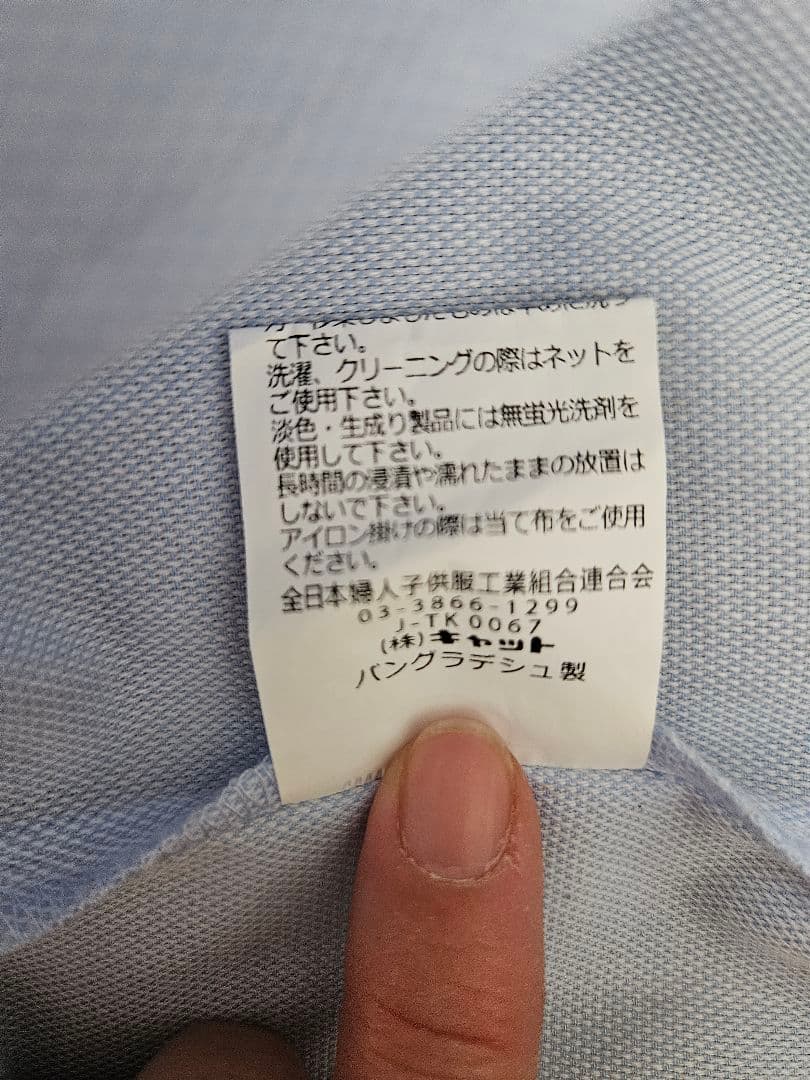 て下さい。
洗濯、クリーニングの際はネットを
ご使用下さい。
淡色・生成り製品には無蛍光洗剤を
使用して下さい。
長時間の浸漬や濡れたままの放置は
しないで下さい。
アイロン掛けの際は当て布をご使用
ください。
全日本婦人子供服工業組合連合会
03-3866-1299
J-TK0067
(株)キャット
バングラデシュ製